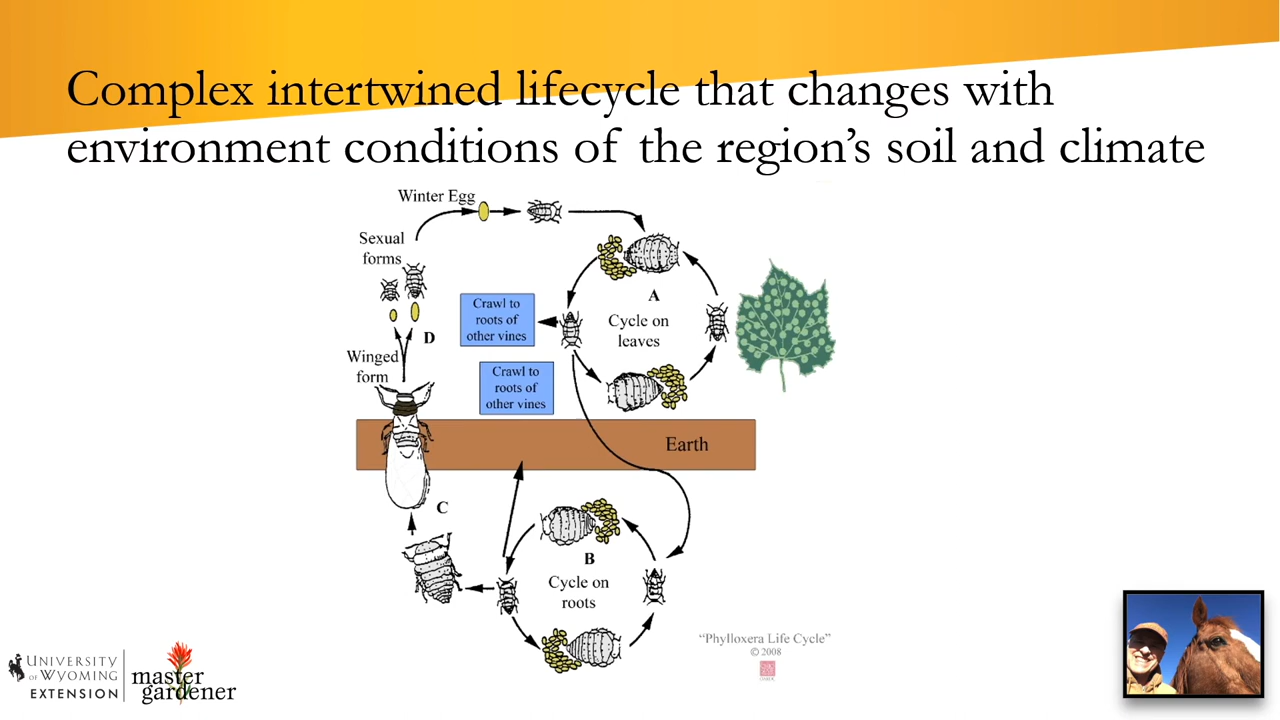 Complex intertwined lifecycle that changes with
environment conditions of the region’s soil and climate
Winter Egg
Sexual
forms
A
Cycle on
leaves
Crawl to
roots of
other vines
D
Winged
form
Crawl to
roots of
other vines
Earth
C
B
Cycle on
roots
“Phylloxera Life Cycle”
© 2008
UNIVERSITY
OF WYOMING
EXTENSION
master
gardener